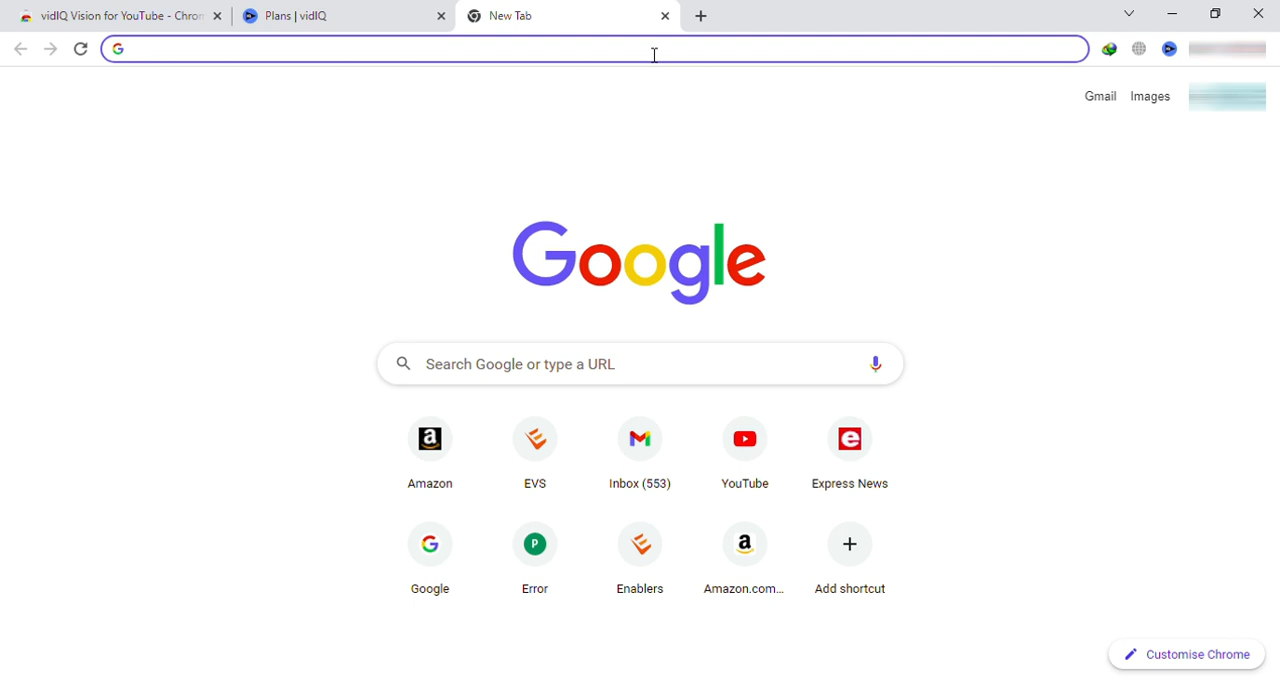 vidIQ Vision for YouTube - Chron
Plans | vidIQ
New Tab
Gmail Images
Google
Search Google or type a URL
Amazon
EVS
Inbox (553)
YouTube
Express News
Google
Error
Enablers
Amazon.com...
Add shortcut
Customise Chrome